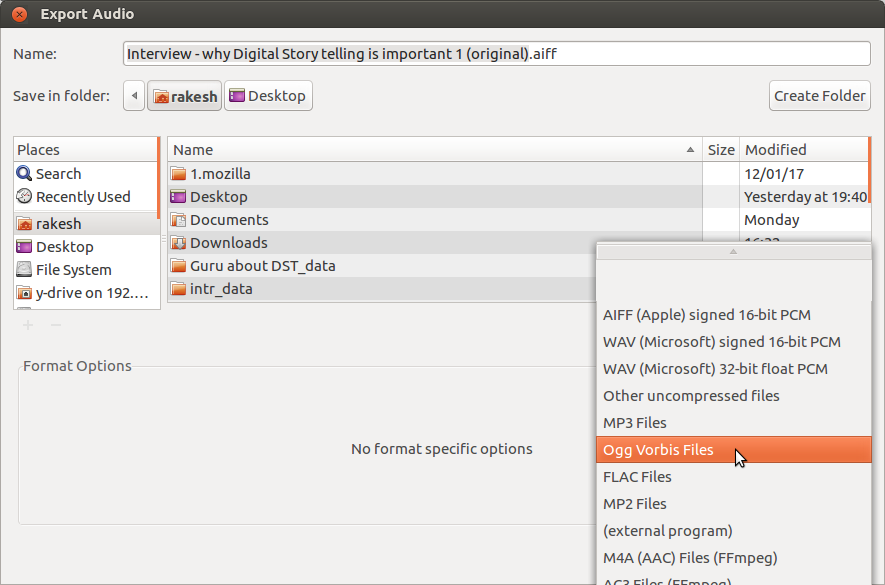 Export Audio
Name: Interview - why Digital Story telling is important 1 (original).aiff
Save in folder: rakesh Desktop Create Folder
Places
Search
Recently Used
rakesh
Desktop
File System
y-drive on 192....
Name Size Modified
1.mozilla 12/01/17
Desktop Yesterday at 19:40
Documents Monday
Downloads
Guru about DST_data
intr_data
Format Options
No format specific options
AIFF (Apple) signed 16-bit PCM
WAV (Microsoft) signed 16-bit PCM
WAV (Microsoft) 32-bit float PCM
Other uncompressed files
MP3 Files
Ogg Vorbis Files
FLAC Files
MP2 Files
(external program)
M4A (AAC) Files (FFmpeg)
AC3 Files (FFmpeg)